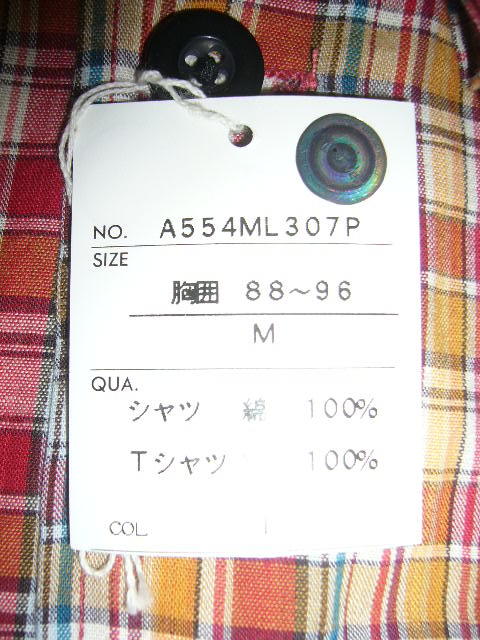 NO. A554ML307P
SIZE
胸囲 88～96
M
QUA.
シャツ 綿 100%
Tシャツ 100%
COL